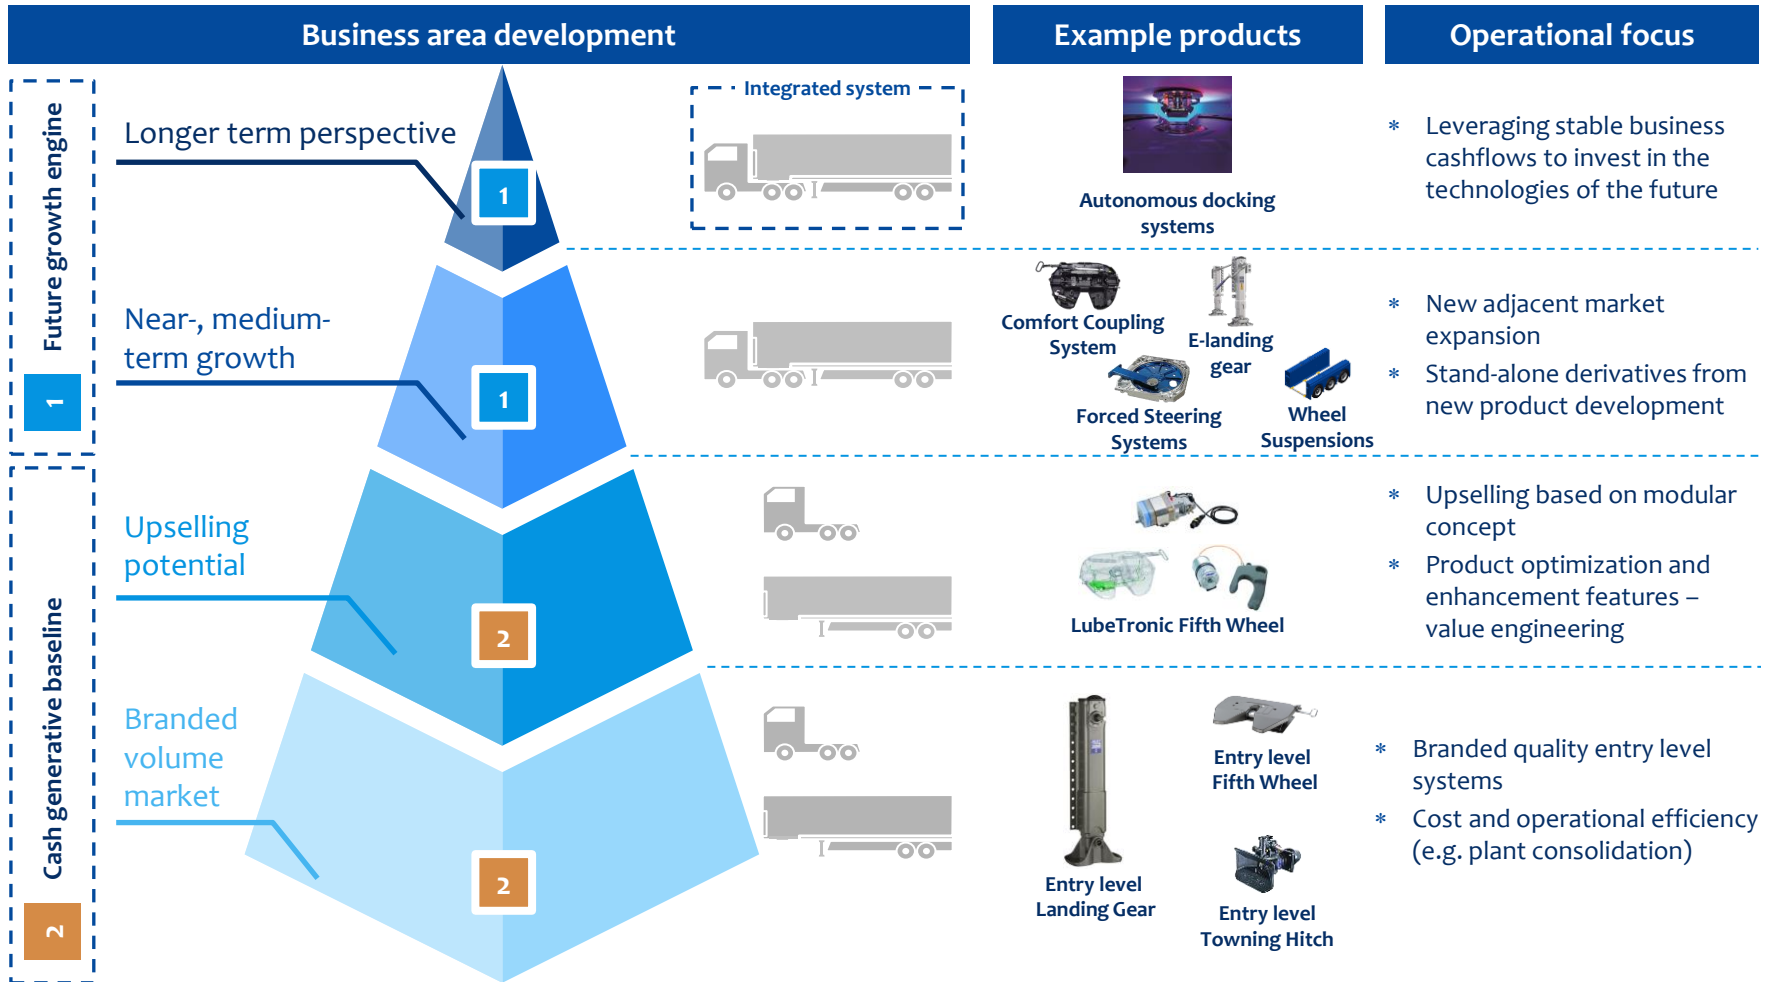 Business area development
Example products
Operational focus
Future growth engine
1
Longer term perspective
1
Integrated system
Autonomous docking
systems
* Leveraging stable business
cashflows to invest in the
technologies of the future
Near-, medium-
term growth
1
Comfort Coupling
System
E-landing
gear
Forced Steering
Systems
Wheel
Suspensions
* New adjacent market
expansion
* Stand-alone derivatives from
new product development
Cash generative baseline
2
Upselling
potential
2
LubeTronic Fifth Wheel
* Upselling based on modular
concept
* Product optimization and
enhancement features –
value engineering
Branded
volume
market
2
Entry level
Landing Gear
Entry level
Fifth Wheel
Entry level
Towning Hitch
* Branded quality entry level
systems
* Cost and operational efficiency
(e.g. plant consolidation)